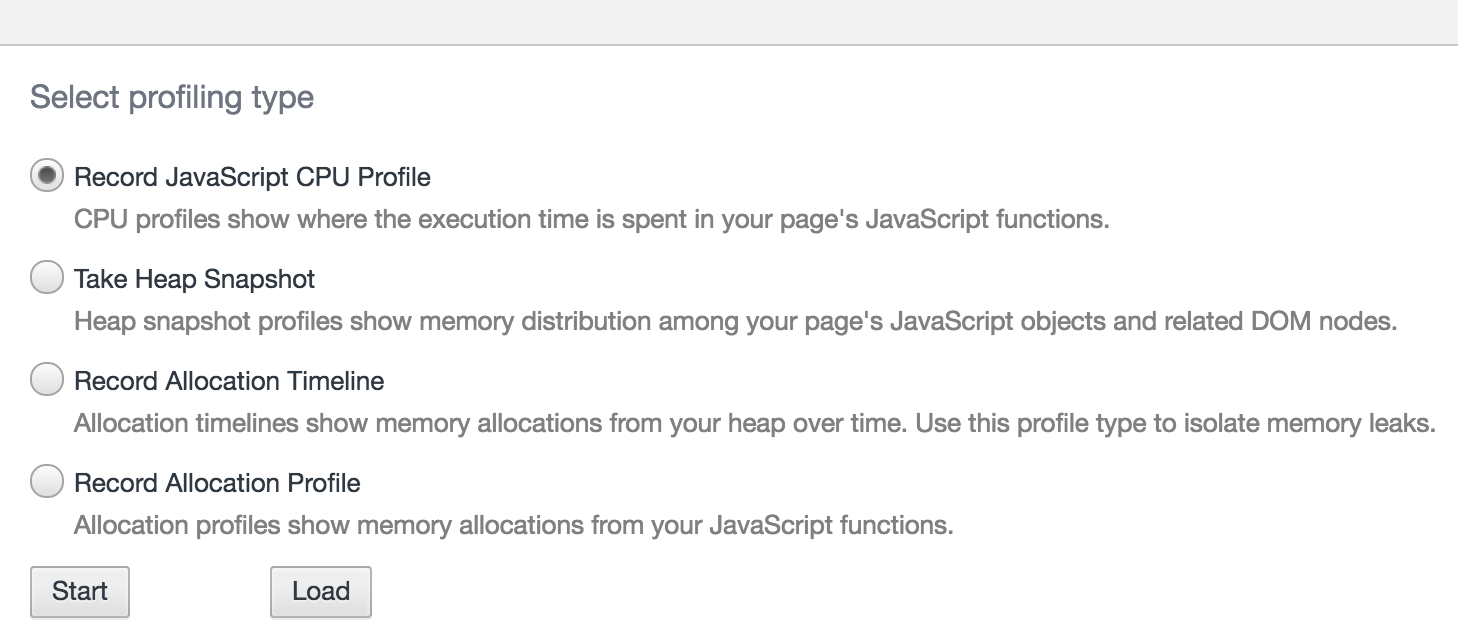 Select profiling type
Record JavaScript CPU Profile
CPU profiles show where the execution time is spent in your page's JavaScript functions.
Take Heap Snapshot
Heap snapshot profiles show memory distribution among your page's JavaScript objects and related DOM nodes.
Record Allocation Timeline
Allocation timelines show memory allocations from your heap over time. Use this profile type to isolate memory leaks.
Record Allocation Profile
Allocation profiles show memory allocations from your JavaScript functions.
Start Load